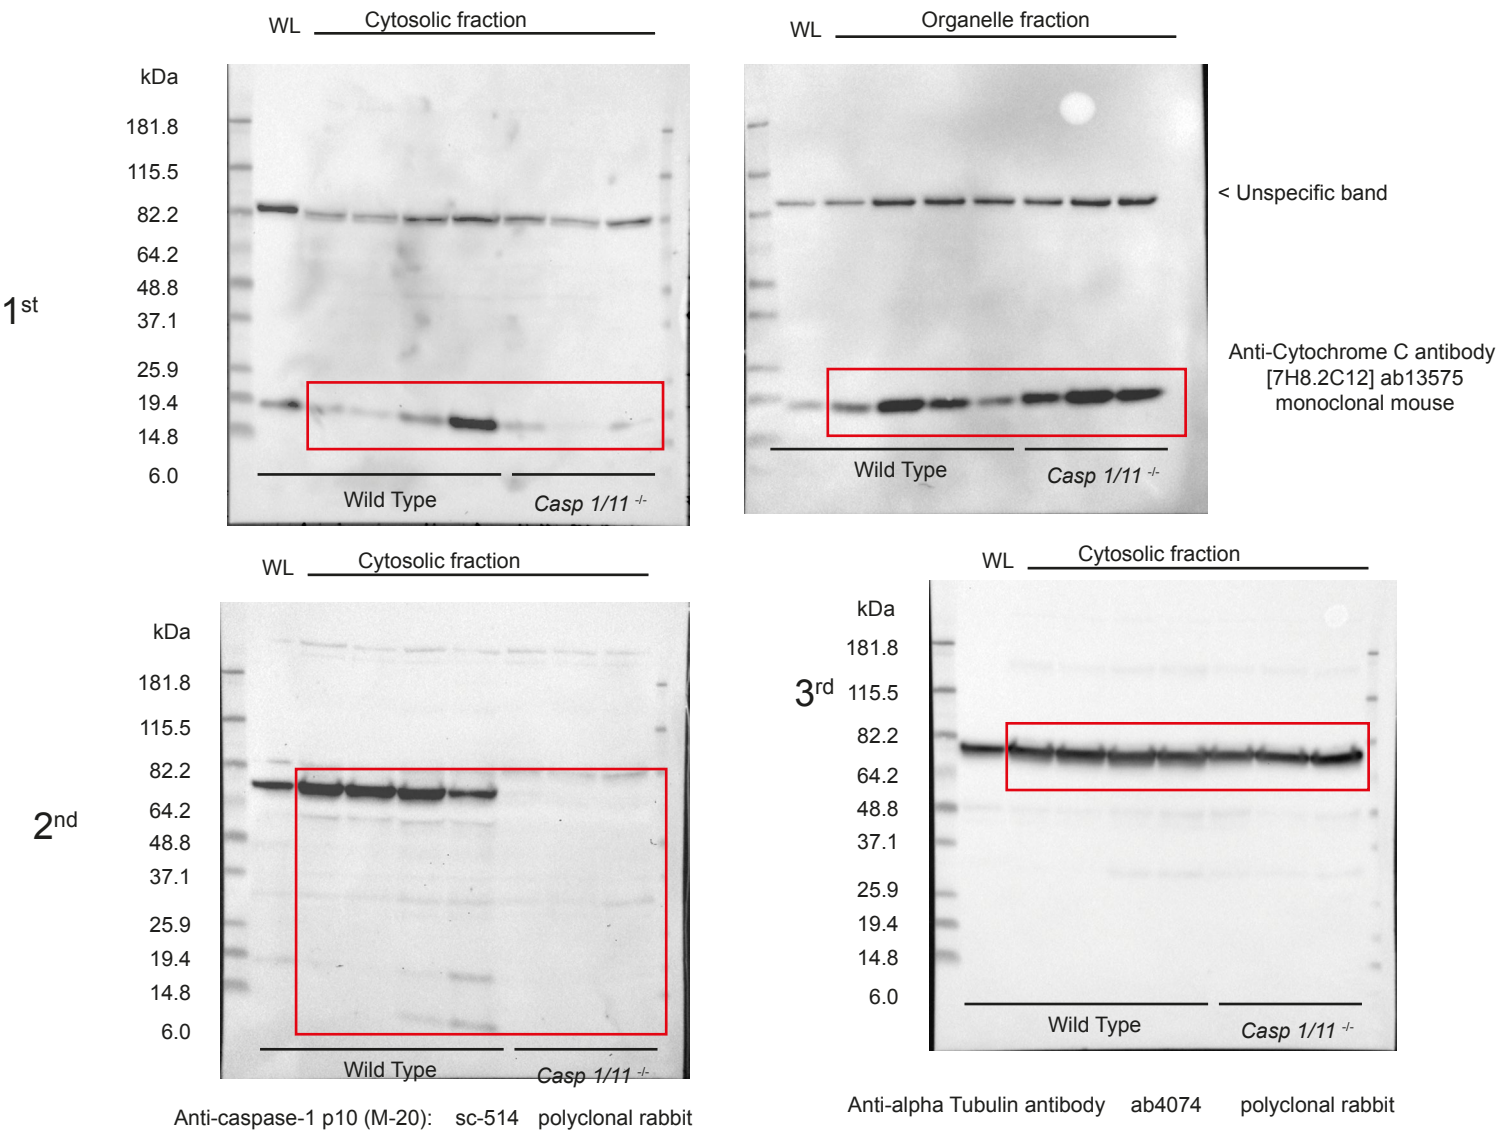 WL Cytosolic fraction
WL Organelle fraction
kDa
181.8
115.5
82.2
64.2
48.8
37.1
25.9
19.4
14.8
6.0
1st
< Unspecific band
Anti-Cytochrome C antibody
[7H8.2C12] ab13575
monoclonal mouse
Wild Type Casp 1/11 -/-
Wild Type Casp 1/11 -/-
WL Cytosolic fraction
kDa
181.8
115.5
82.2
64.2
48.8
37.1
25.9
19.4
14.8
6.0
2nd
Wild Type Casp 1/11 -/-
Anti-caspase-1 p10 (M-20): sc-514 polyclonal rabbit
WL Cytosolic fraction
kDa
181.8
3rd 115.5
82.2
64.2
48.8
37.1
25.9
19.4
14.8
6.0
Wild Type Casp 1/11 -/-
Anti-alpha Tubulin antibody ab4074 polyclonal rabbit